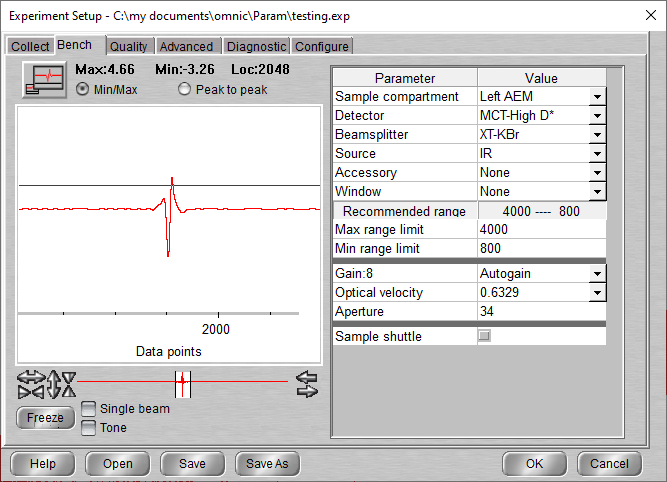 Experiment Setup - C:\my documents\omnic\Param\testing.exp
Collect Bench Quality Advanced Diagnostic Configure
Max:4.66 Min:-3.26 Loc:2048
Min/Max Peak to peak
2000
Data points
Freeze
Single beam
Tone
Parameter Value
Sample compartment Left AEM
Detector MCT-High D*
Beamsplitter XT-KBr
Source IR
Accessory None
Window None
Recommended range 4000 ---- 800
Max range limit 4000
Min range limit 800
Gain:8 Autogain
Optical velocity 0.6329
Aperture 34
Sample shuttle
Help Open Save Save As OK Cancel